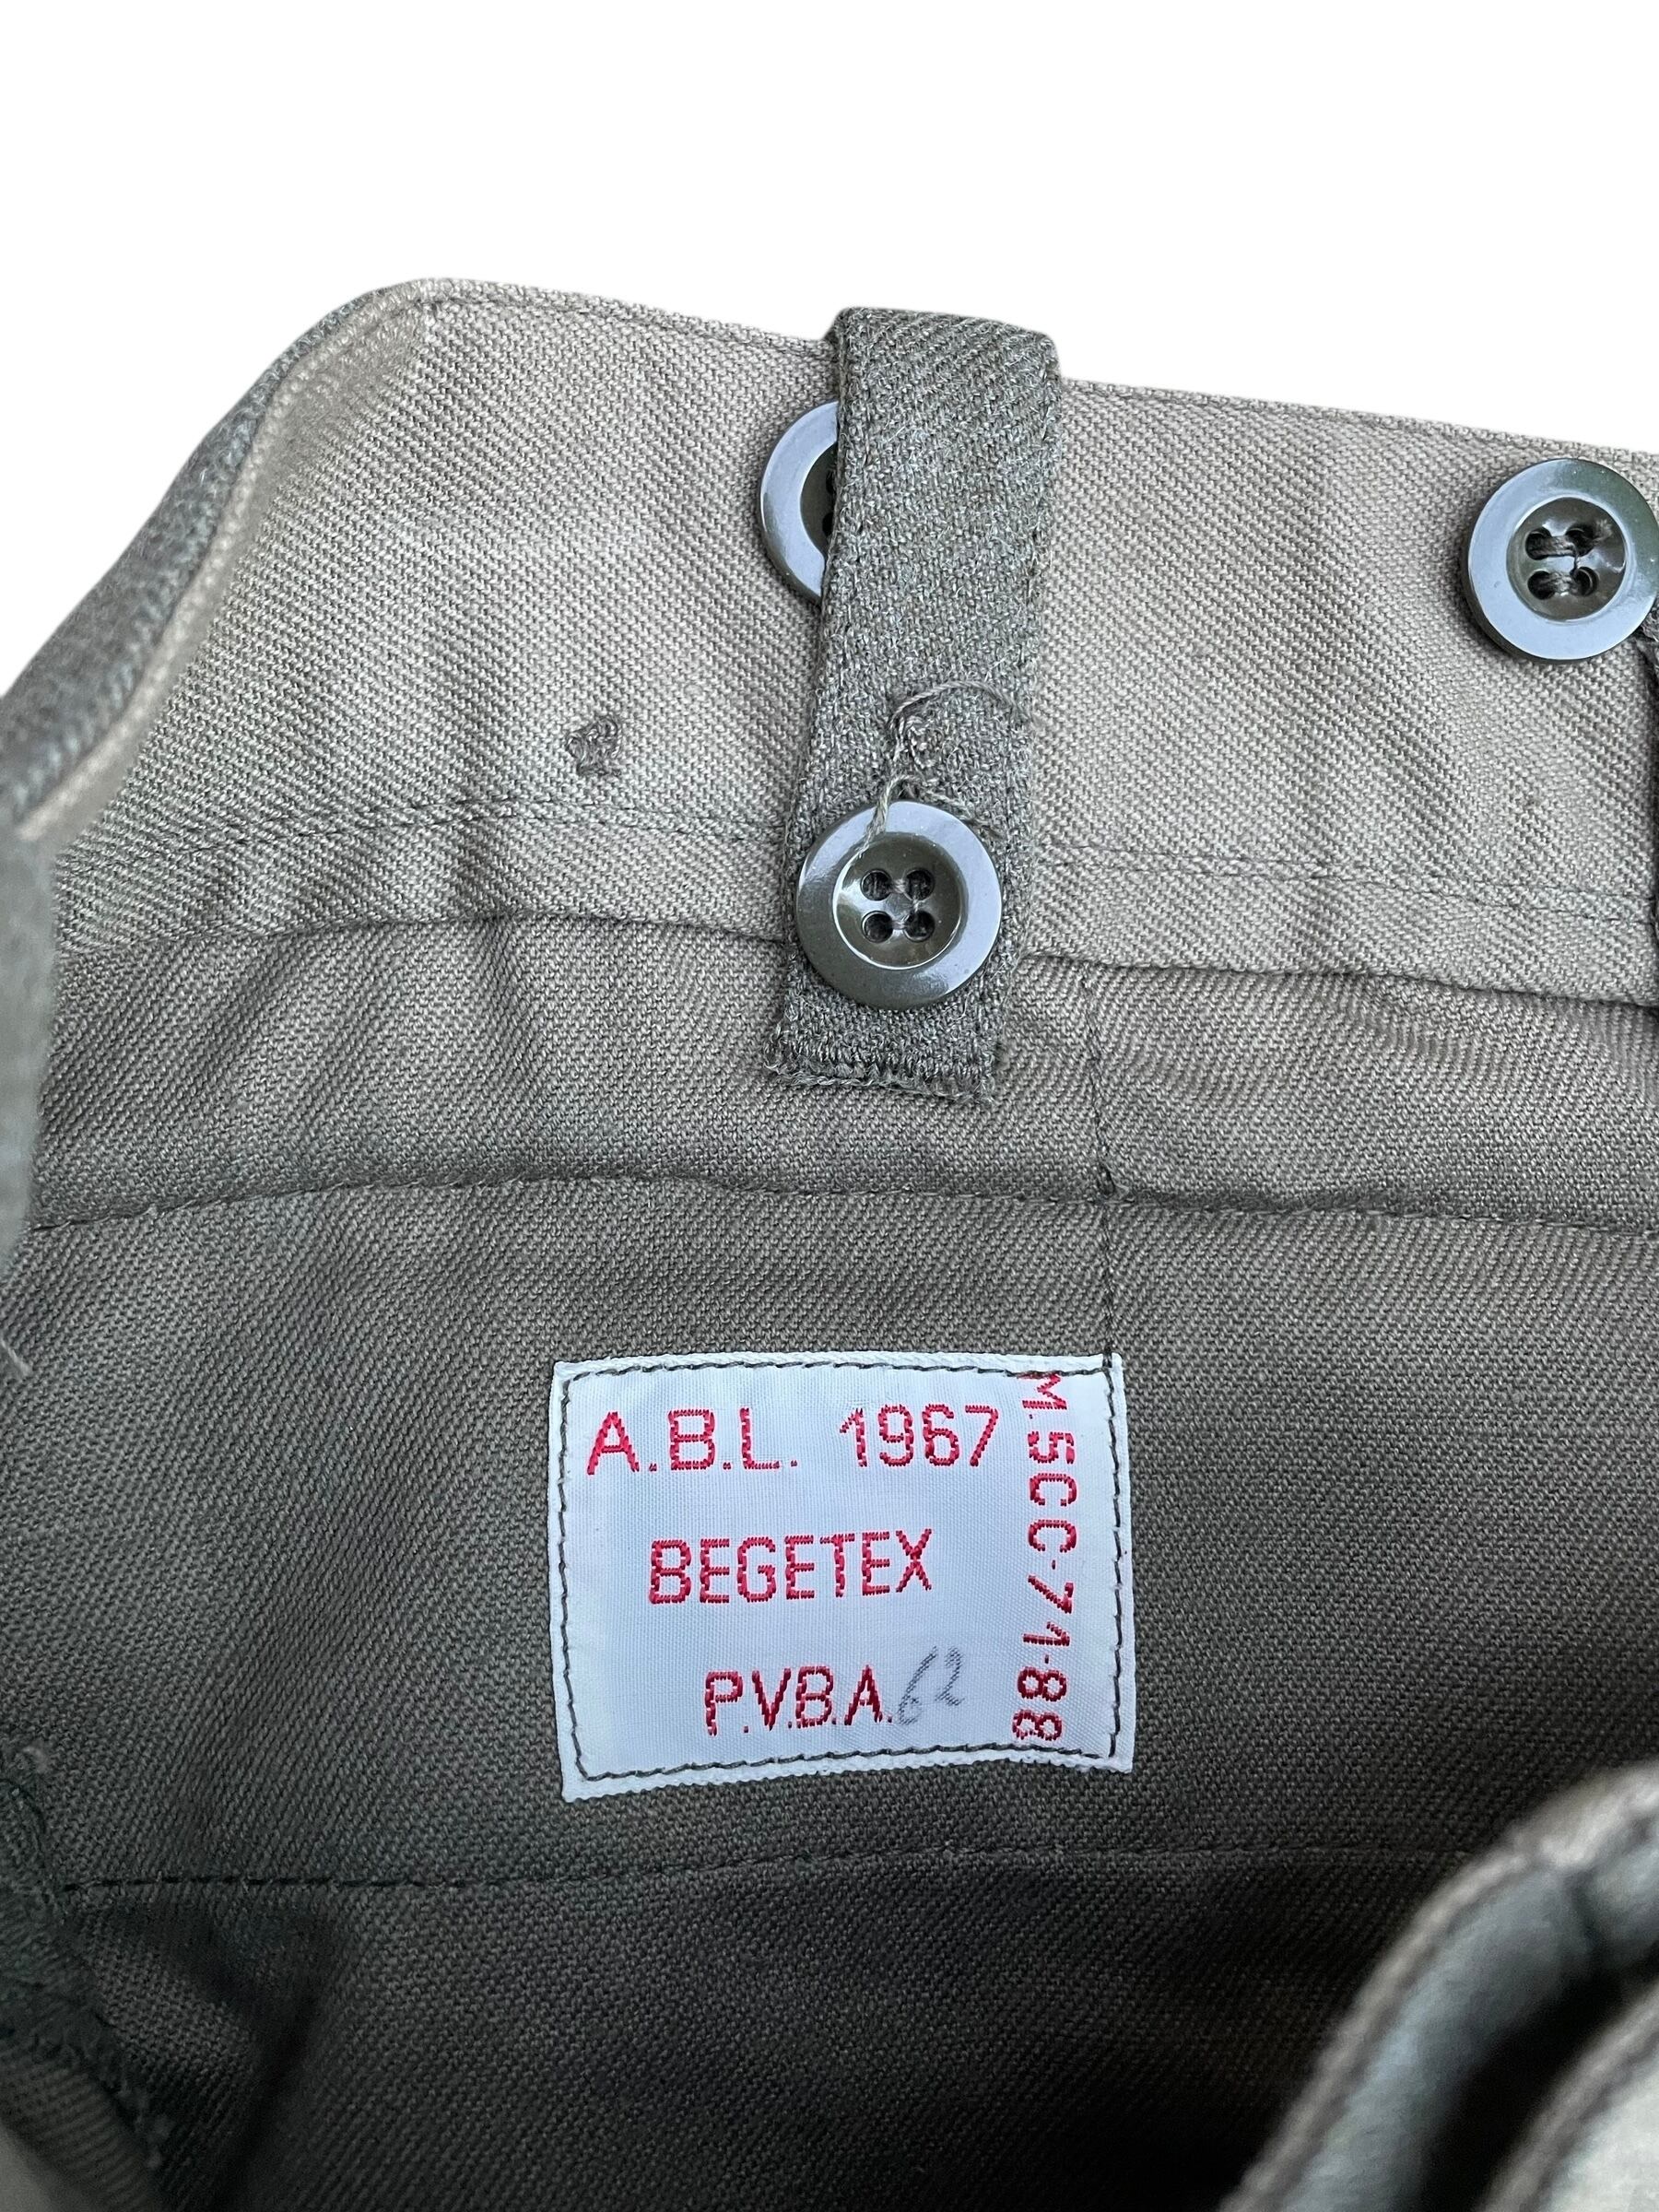 A.B.L. 1967
BEGETEX
P.V.B.A. 62
M.5CC-71-88